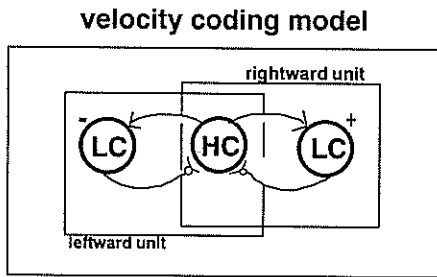 velocity coding model
rightward unit
- LC HC LC +
leftward unit